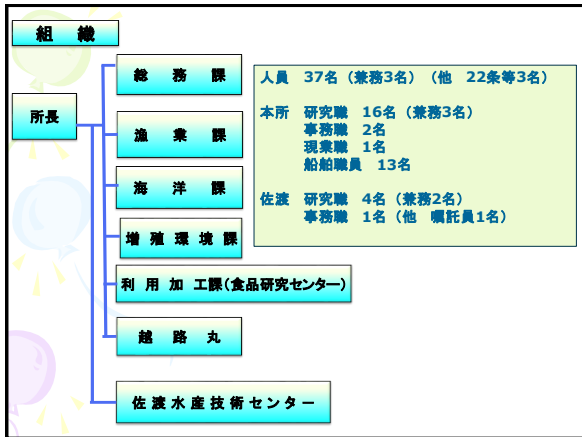 組織
所長
総務課
漁業課
海洋課
増殖環境課
利用加工課(食品研究センター)
越路丸
佐渡水産技術センター
人員 37名(兼務3名)(他 22条等3名)
本所 研究職 16名(兼務3名)
事務職 2名
現業職 1名
船舶職員 13名
佐渡 研究職 4名(兼務2名)
事務職 1名(他 嘱託員1名)